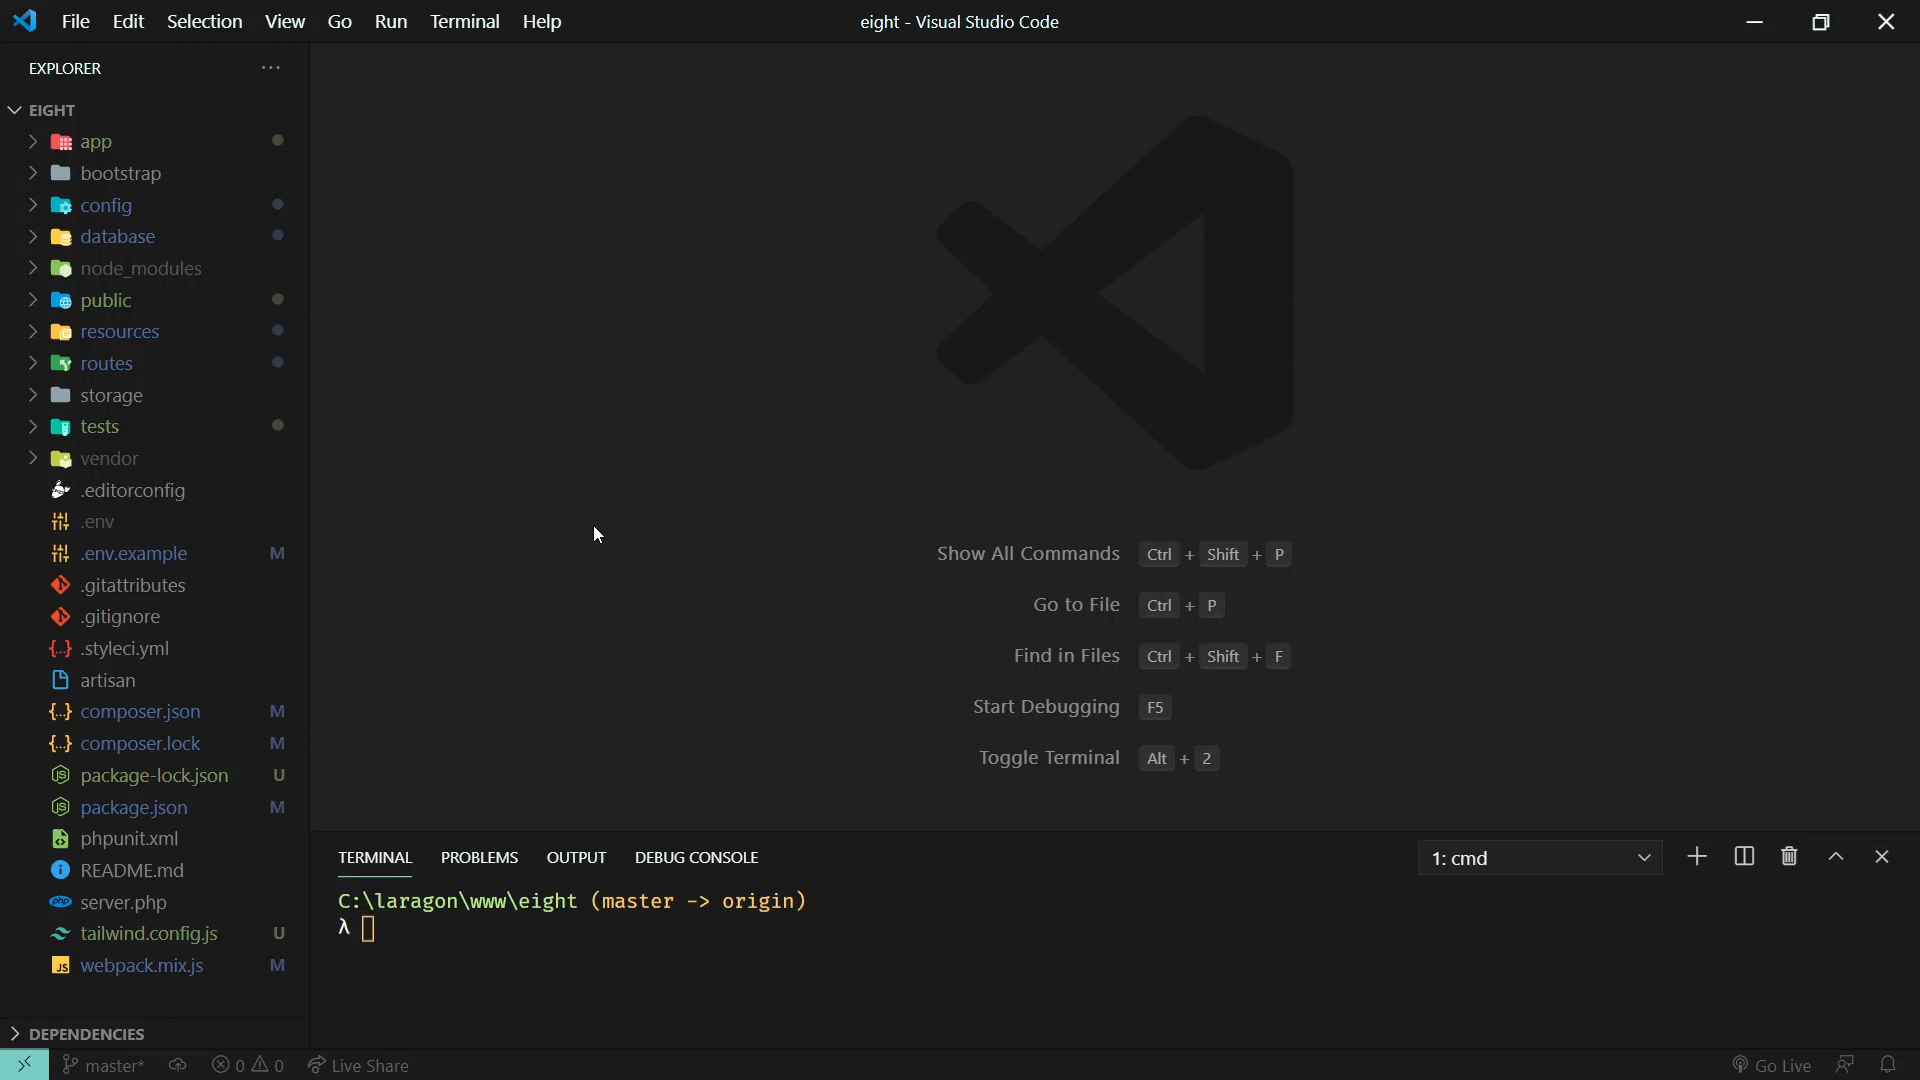 File Edit Selection View Go Run Terminal Help
eight - Visual Studio Code
EXPLORER
EIGHT
app
bootstrap
config
database
node_modules
public
resources
routes
storage
tests
vendor
.editorconfig
.env
.env.example M
.gitattributes
.gitignore
.styleci.yml
artisan
composer.json M
composer.lock M
package-lock.json U
package.json M
phpunit.xml
README.md
server.php
tailwind.config.js U
webpack.mix.js M
DEPENDENCIES
Show All Commands Ctrl + Shift + P
Go to File Ctrl + P
Find in Files Ctrl + Shift + F
Start Debugging F5
Toggle Terminal Alt + 2
TERMINAL PROBLEMS OUTPUT DEBUG CONSOLE
1: cmd
C:\laragon\www\eight (master -> origin)
λ
master* 0 0 Live Share
Go Live